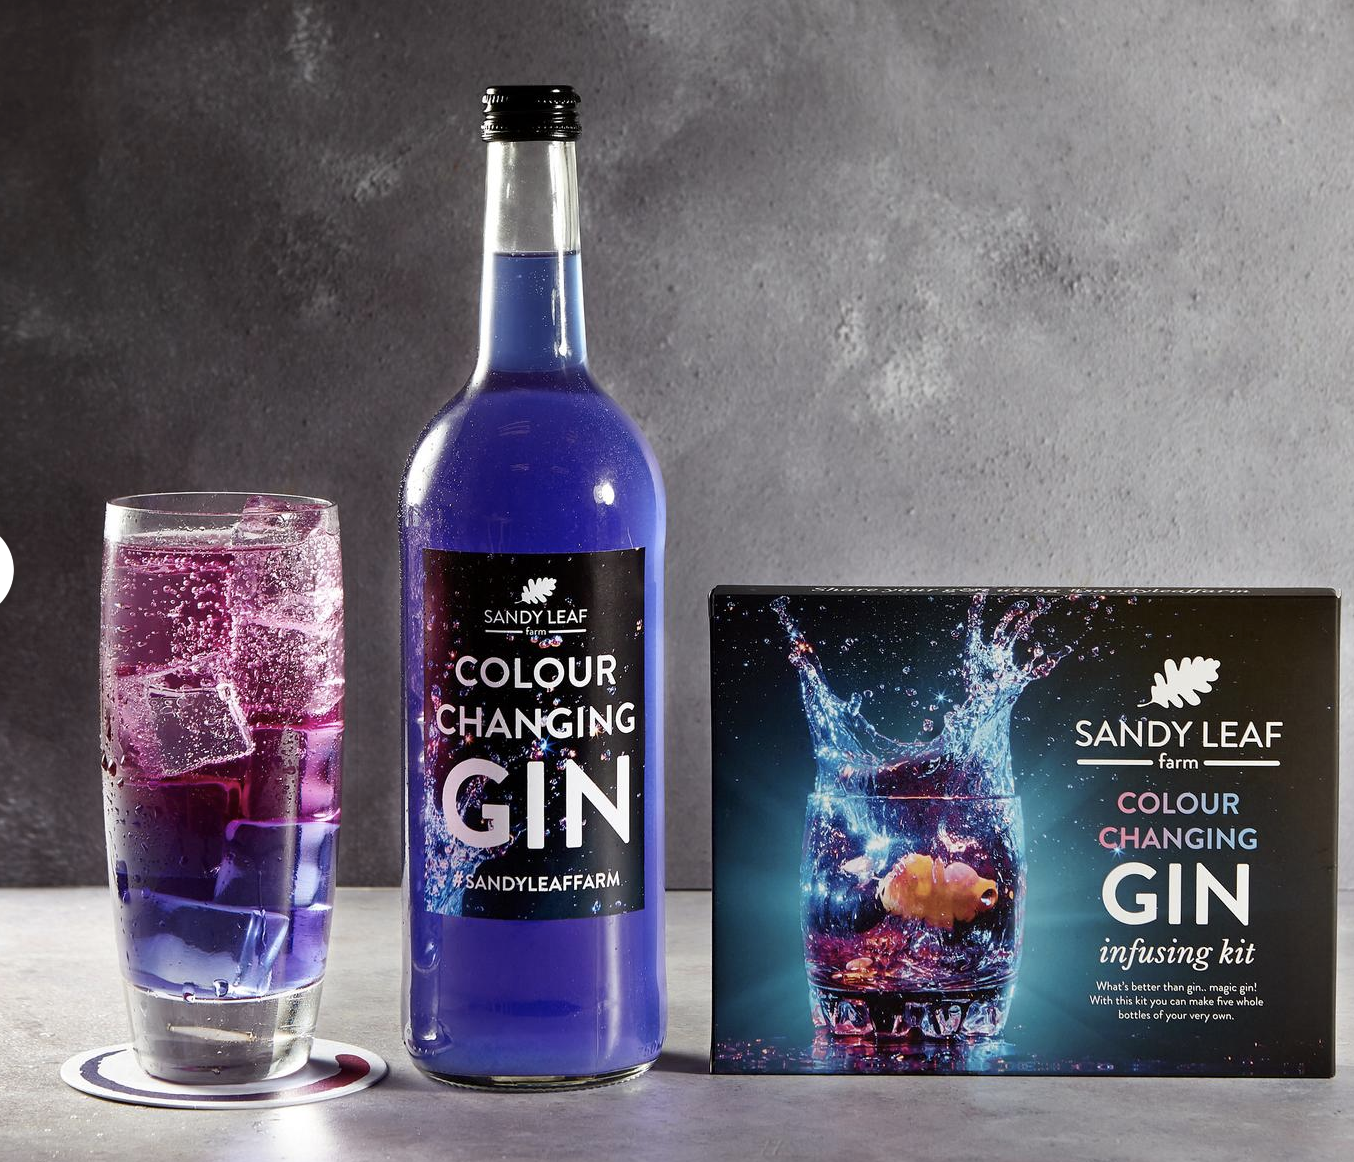 SANDY LEAF
farm
COLOUR
CHANGING
GIN
#SANDYLEAFFARM
SANDY LEAF
farm
COLOUR
CHANGING
GIN
infusing kit
What's better than gin.. magic gin!
With this kit you can make five whole
bottles of your very own.